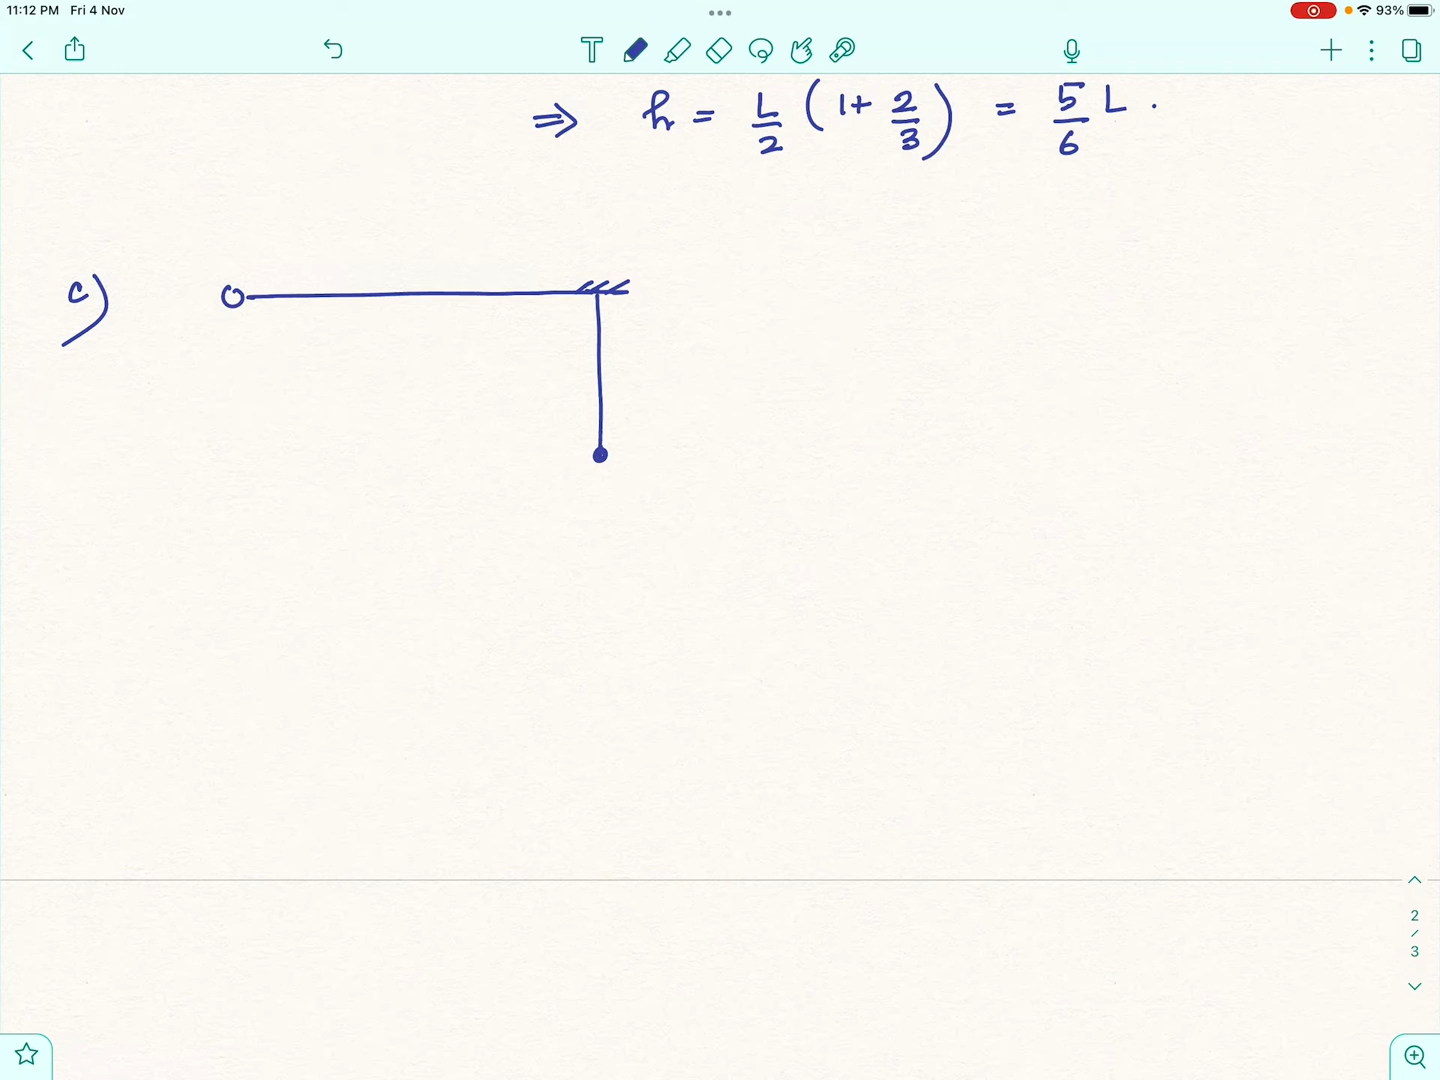 11:12 PM Fri 4 Nov 93%
T
⇒ h = L/2 (1 + 2/3) = 5/6 L .
c)
2
/
3